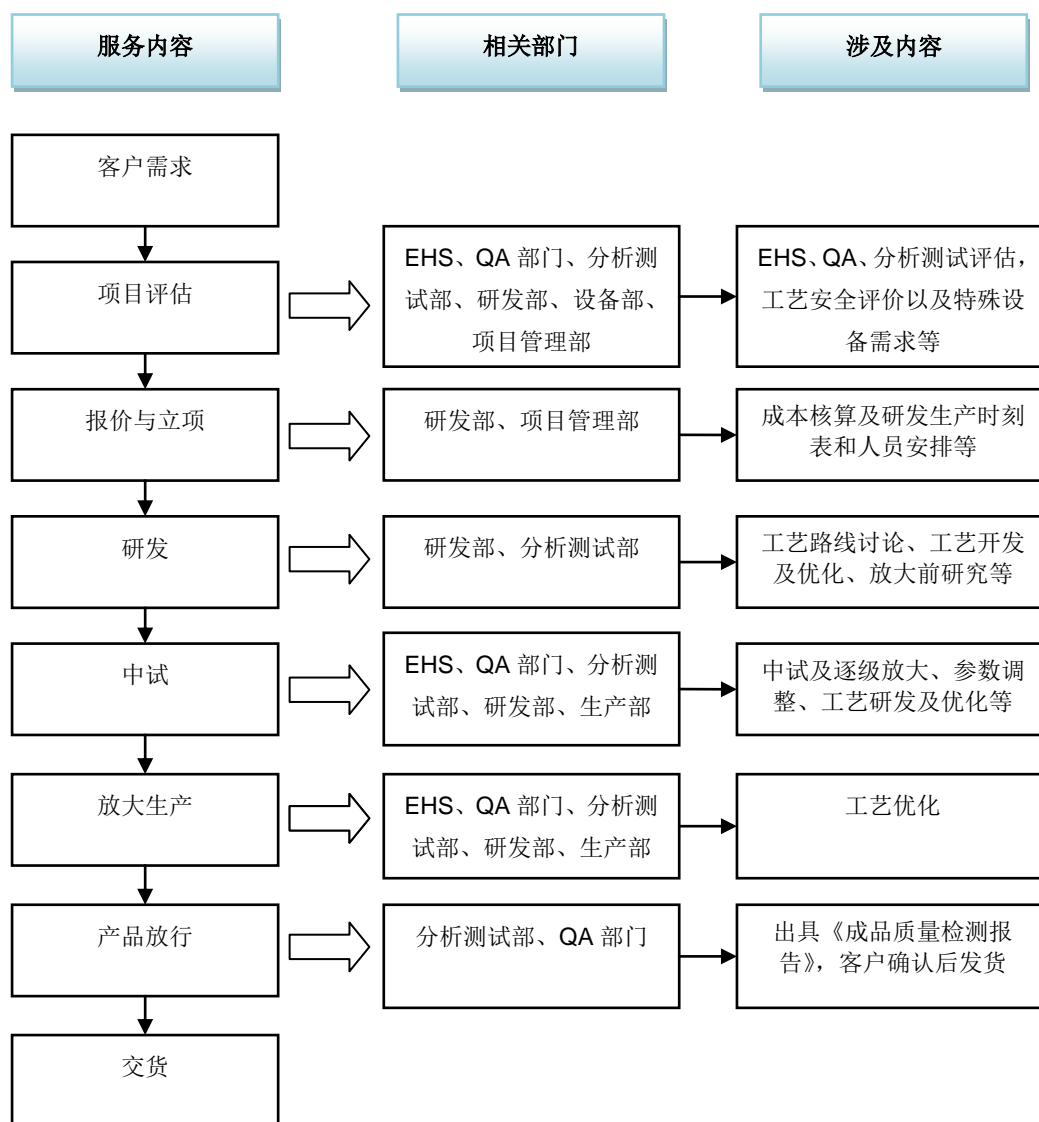 服务内容
相关部门
涉及内容
客户需求
项目评估
EHS、QA 部门、分析测
试部、研发部、设备部、
项目管理部
EHS、QA、分析测试评估，
工艺安全评价以及特殊设
备需求等
报价与立项
研发部、项目管理部
成本核算及研发生产时刻
表和人员安排等
研发
研发部、分析测试部
工艺路线讨论、工艺开发
及优化、放大前研究等
中试
EHS、QA 部门、分析测
试部、研发部、生产部
中试及逐级放大、参数调
整、工艺研发及优化等
放大生产
EHS、QA 部门、分析测
试部、研发部、生产部
工艺优化
产品放行
分析测试部、QA 部门
出具《成品质量检测报
告》，客户确认后发货
交货